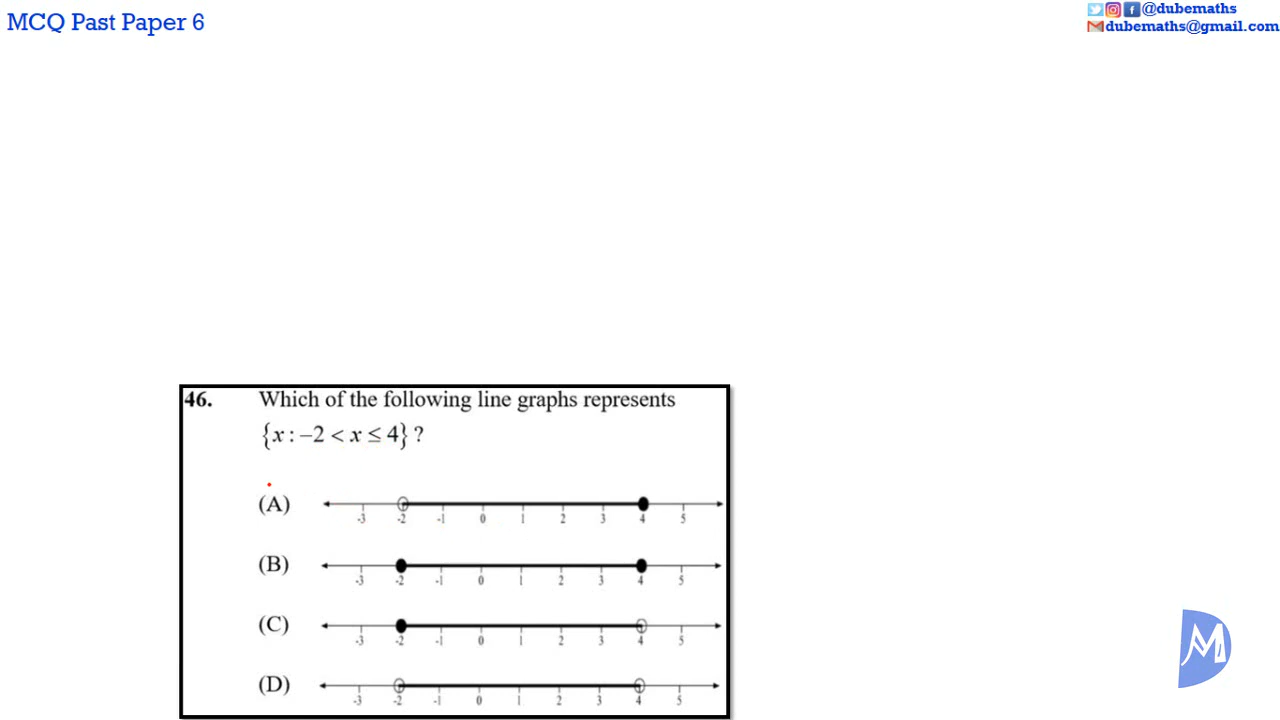 MCQ Past Paper 6
@dubemaths
dubemaths@gmail.com
46. Which of the following line graphs represents
{x : −2 < x ≤ 4} ?
(A) -3 -2 -1 0 1 2 3 4 5
(B) -3 -2 -1 0 1 2 3 4 5
(C) -3 -2 -1 0 1 2 3 4 5
(D) -3 -2 -1 0 1 2 3 4 5